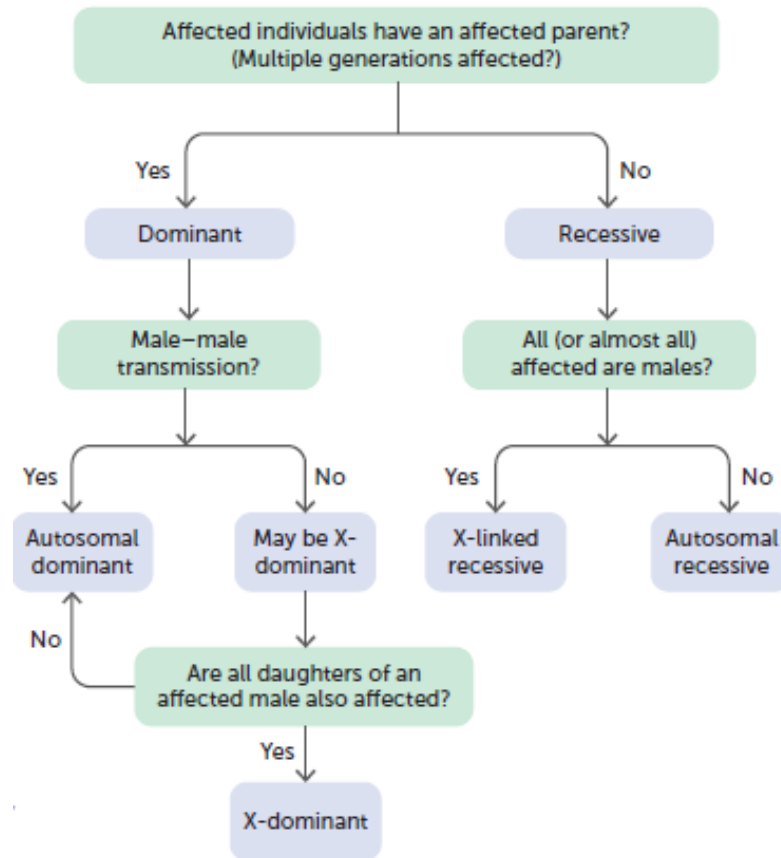 Affected individuals have an affected parent?
(Multiple generations affected?)
Yes
No
Dominant
Recessive
Male–male
transmission?
All (or almost all)
affected are males?
Yes
No
Yes
No
Autosomal
dominant
May be X-
dominant
X-linked
recessive
Autosomal
recessive
No
Are all daughters of an
affected male also affected?
Yes
X-dominant